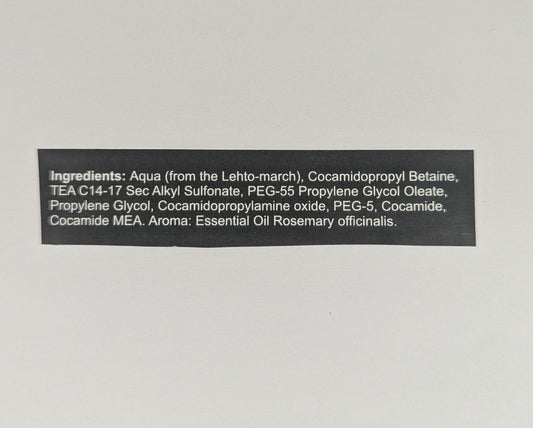 Ingredients: Aqua (from the Lehto-march), Cocamidopropyl Betaine,
TEA C14-17 Sec Alkyl Sulfonate, PEG-55 Propylene Glycol Oleate,
Propylene Glycol, Cocamidopropylamine oxide, PEG-5, Cocamide,
Cocamide MEA. Aroma: Essential Oil Rosemary officinalis.